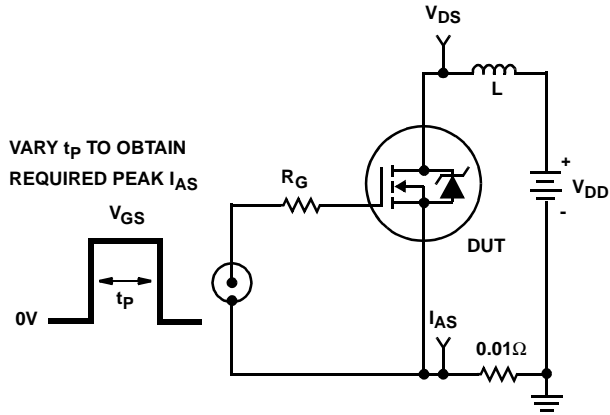 V_DS
L
VARY t_P TO OBTAIN
REQUIRED PEAK I_AS
R_G
+
V_DD
-
V_GS
DUT
t_P
0V
I_AS
0.01Ω